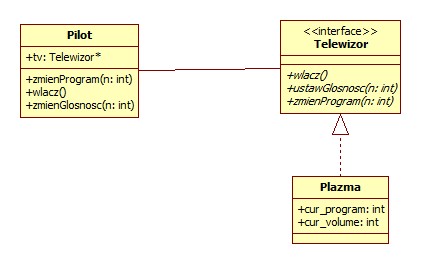 Pilot
+tv: Telewizor*
+zmienProgram(n: int)
+wlacz()
+zmienGlosnosc(n: int)
<<interface>>
Telewizor
+wlacz()
+ustawGlosnosc(n: int)
+zmienProgram(n: int)
Plazma
+cur_program: int
+cur_volume: int